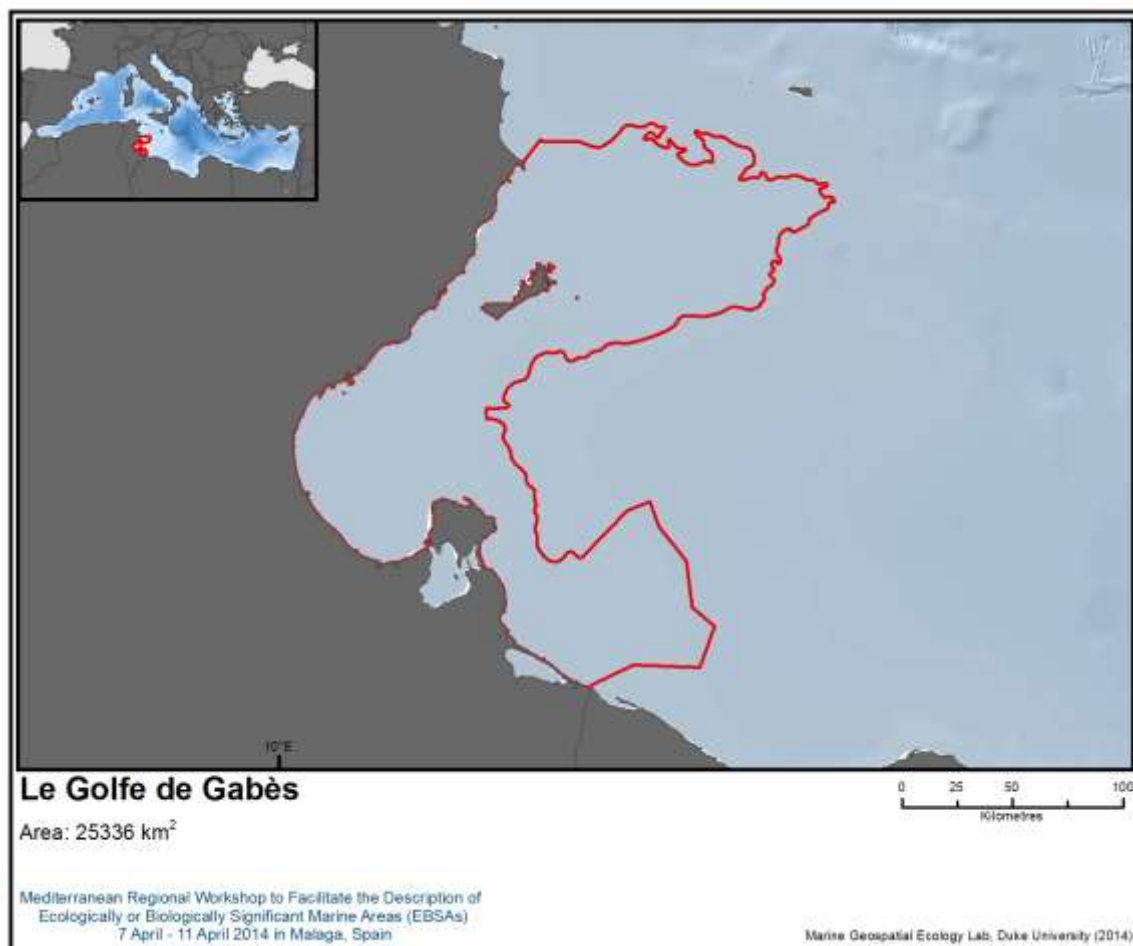 10°E
Le Golfe de Gabès
Area: 25336 km²
0 25 50 100
Kilometres
Mediterranean Regional Workshop to Facilitate the Description of
Ecologically or Biologically Significant Marine Areas (EBSAs)
7 April - 11 April 2014 in Malaga, Spain
Marine Geospatial Ecology Lab, Duke University (2014)